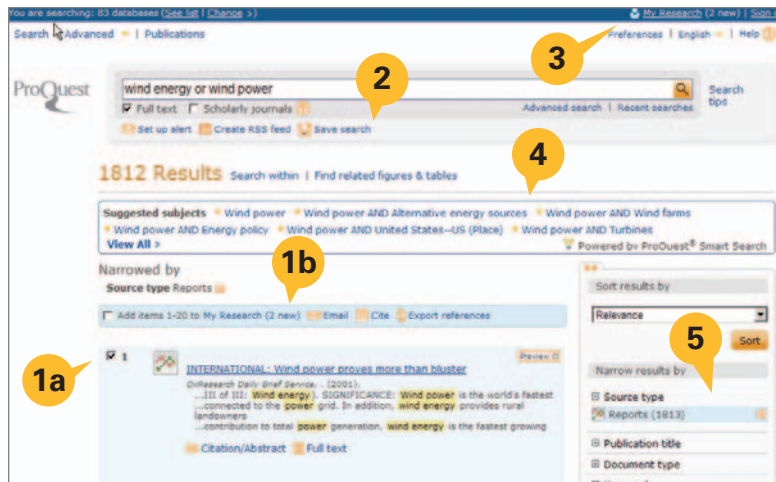 You are searching: 83 databases (See list | Change >)
My Research (2 new) | Sign
Search Advanced | Publications
Preferences | English | Help
3
ProQuest
wind energy or wind power
2
Search tips
Full text Scholarly journals
Advanced search | Recent searches
Set up alert Create RSS feed Save search
4
1812 Results Search within | Find related figures & tables
Suggested subjects Wind power Wind power AND Alternative energy sources Wind power AND Wind farms
Wind power AND Energy policy Wind power AND United States--US (Place) Wind power AND Turbines
View All >
Powered by ProQuest® Smart Search
1b
Narrowed by
Source type Reports
Add items 1-20 to My Research (2 new) Email Cite Export references
Sort results by
Relevance
Sort
1a
1
Preview
INTERNATIONAL: Wind power proves more than bluster
OxResearch Daily Brief Service. . (2001).
...III of III: Wind energy). SIGNIFICANCE: Wind power is the world's fastest
...connected to the power grid. In addition, wind energy provides rural
landowners
...contribution to total power generation, wind energy is the fastest growing
Citation/Abstract Full text
5
Narrow results by
Source type
Reports (1813)
Publication title
Document type